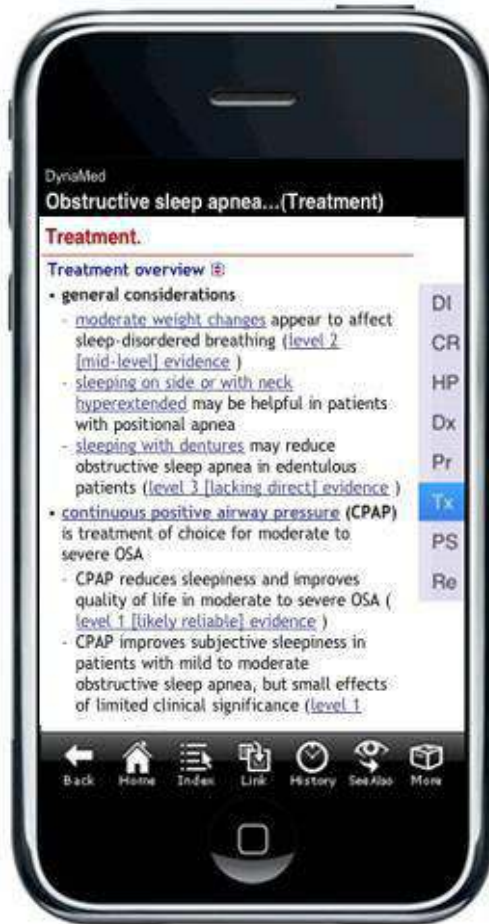 DynaMed
Obstructive sleep apnea...(Treatment)
Treatment.
Treatment overview
• general considerations
- moderate weight changes appear to affect
sleep-disordered breathing (level 2
[mid-level] evidence )
- sleeping on side or with neck
hyperextended may be helpful in patients
with positional apnea
- sleeping with dentures may reduce
obstructive sleep apnea in edentulous
patients (level 3 [lacking direct] evidence )
• continuous positive airway pressure (CPAP)
is treatment of choice for moderate to
severe OSA
- CPAP reduces sleepiness and improves
quality of life in moderate to severe OSA (
level 1 [likely reliable] evidence )
- CPAP improves subjective sleepiness in
patients with mild to moderate
obstructive sleep apnea, but small effects
of limited clinical significance (level 1
DI
CR
HP
Dx
Pr
Tx
PS
Re
Back Home Index Link History SeeAlso More